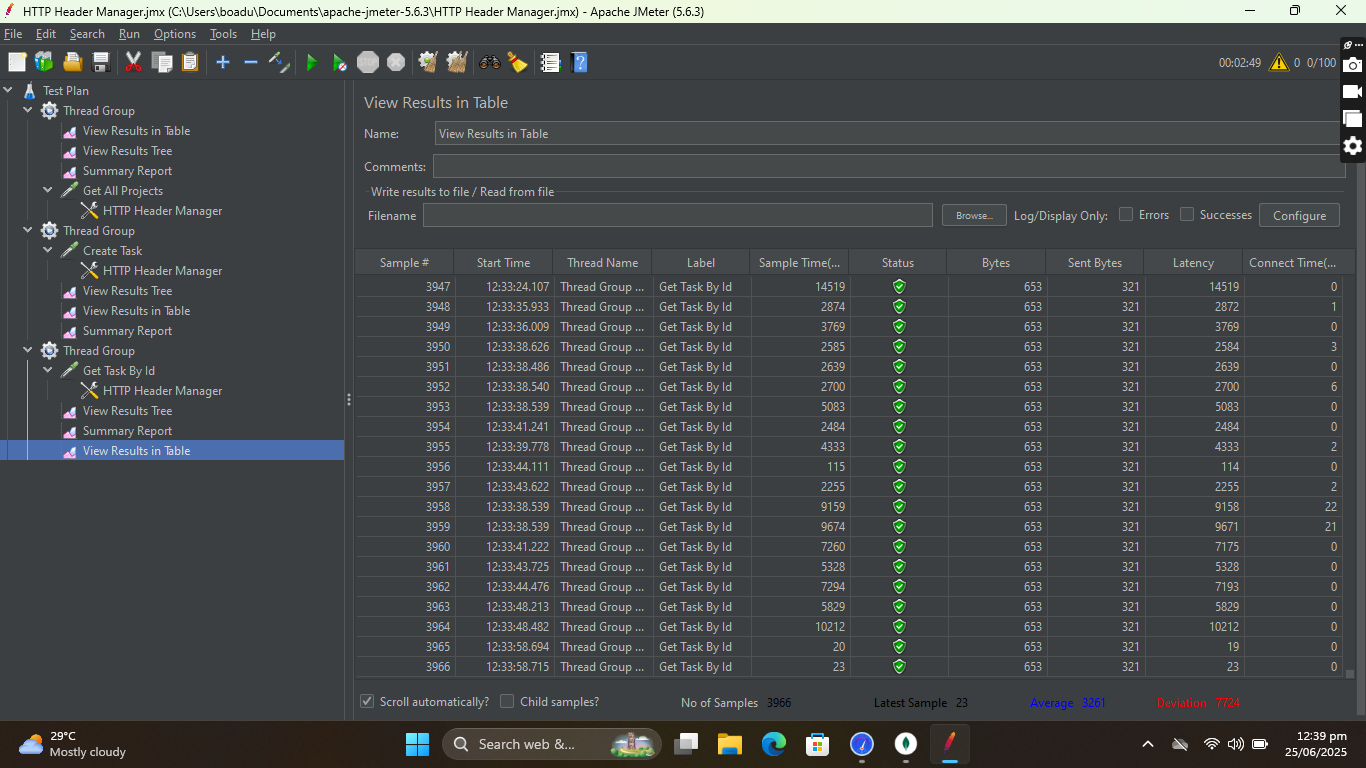 HTTP Header Manager.jmx (C:\Users\boadu\Documents\apache-jmeter-5.6.3\HTTP Header Manager.jmx) - Apache JMeter (5.6.3)
File Edit Search Run Options Tools Help
STOP 00:02:49 0 0/100
Test Plan
Thread Group
View Results in Table
View Results Tree
Summary Report
Get All Projects
HTTP Header Manager
Thread Group
Create Task
HTTP Header Manager
View Results Tree
View Results in Table
Summary Report
Thread Group
Get Task By Id
HTTP Header Manager
View Results Tree
Summary Report
View Results in Table
View Results in Table
Name: View Results in Table
Comments:
Write results to file / Read from file
Filename Browse... Log/Display Only: Errors Successes Configure
Sample # Start Time Thread Name Label Sample Time(... Status Bytes Sent Bytes Latency Connect Time(...
3947 12:33:24.107 Thread Group ... Get Task By Id 14519 653 321 14519 0
3948 12:33:35.933 Thread Group ... Get Task By Id 2874 653 321 2872 1
3949 12:33:36.009 Thread Group ... Get Task By Id 3769 653 321 3769 0
3950 12:33:38.626 Thread Group ... Get Task By Id 2585 653 321 2584 3
3951 12:33:38.486 Thread Group ... Get Task By Id 2639 653 321 2639 0
3952 12:33:38.540 Thread Group ... Get Task By Id 2700 653 321 2700 6
3953 12:33:38.539 Thread Group ... Get Task By Id 5083 653 321 5083 0
3954 12:33:41.241 Thread Group ... Get Task By Id 2484 653 321 2484 0
3955 12:33:39.778 Thread Group ... Get Task By Id 4333 653 321 4333 2
3956 12:33:44.111 Thread Group ... Get Task By Id 115 653 321 114 0
3957 12:33:43.622 Thread Group ... Get Task By Id 2255 653 321 2255 2
3958 12:33:38.539 Thread Group ... Get Task By Id 9159 653 321 9158 22
3959 12:33:38.539 Thread Group ... Get Task By Id 9674 653 321 9671 21
3960 12:33:41.222 Thread Group ... Get Task By Id 7260 653 321 7175 0
3961 12:33:43.725 Thread Group ... Get Task By Id 5328 653 321 5328 0
3962 12:33:44.476 Thread Group ... Get Task By Id 7294 653 321 7193 0
3963 12:33:48.213 Thread Group ... Get Task By Id 5829 653 321 5829 0
3964 12:33:48.482 Thread Group ... Get Task By Id 10212 653 321 10212 0
3965 12:33:58.694 Thread Group ... Get Task By Id 20 653 321 19 0
3966 12:33:58.715 Thread Group ... Get Task By Id 23 653 321 23 0
Scroll automatically? Child samples? No of Samples 3966 Latest Sample 23 Average 3261 Deviation 7724
29°C
Mostly cloudy
Search web &...
12:39 pm
25/06/2025